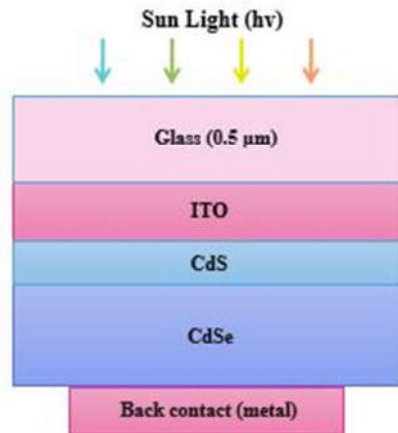 Sun Light (hv)
Glass (0.5 µm)
ITO
CdS
CdSe
Back contact (metal)